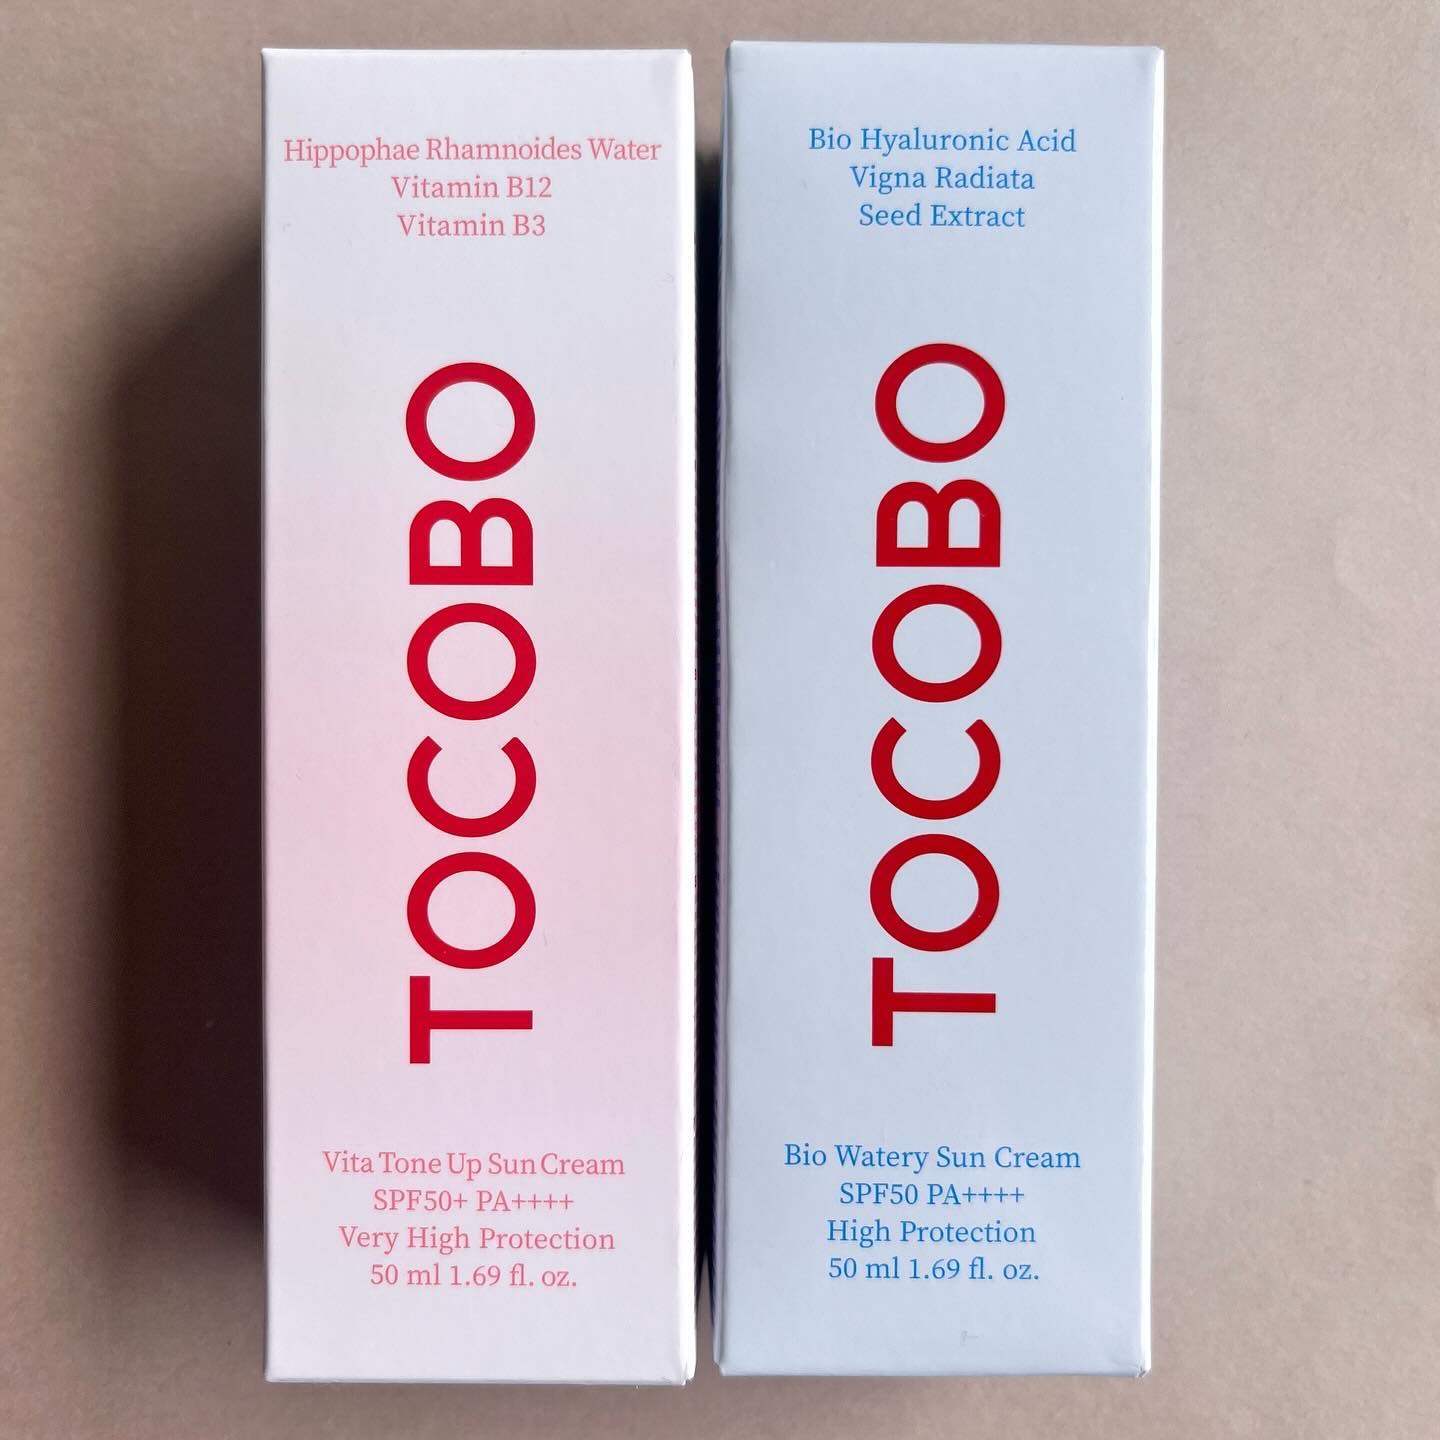 Hippophae Rhamnoides Water
Vitamin B12
Vitamin B3
TOCOBO
Vita Tone Up Sun Cream
SPF50+ PA++++
Very High Protection
50 ml 1.69 fl. oz.
Bio Hyaluronic Acid
Vigna Radiata
Seed Extract
TOCOBO
Bio Watery Sun Cream
SPF50 PA++++
High Protection
50 ml 1.69 fl. oz.